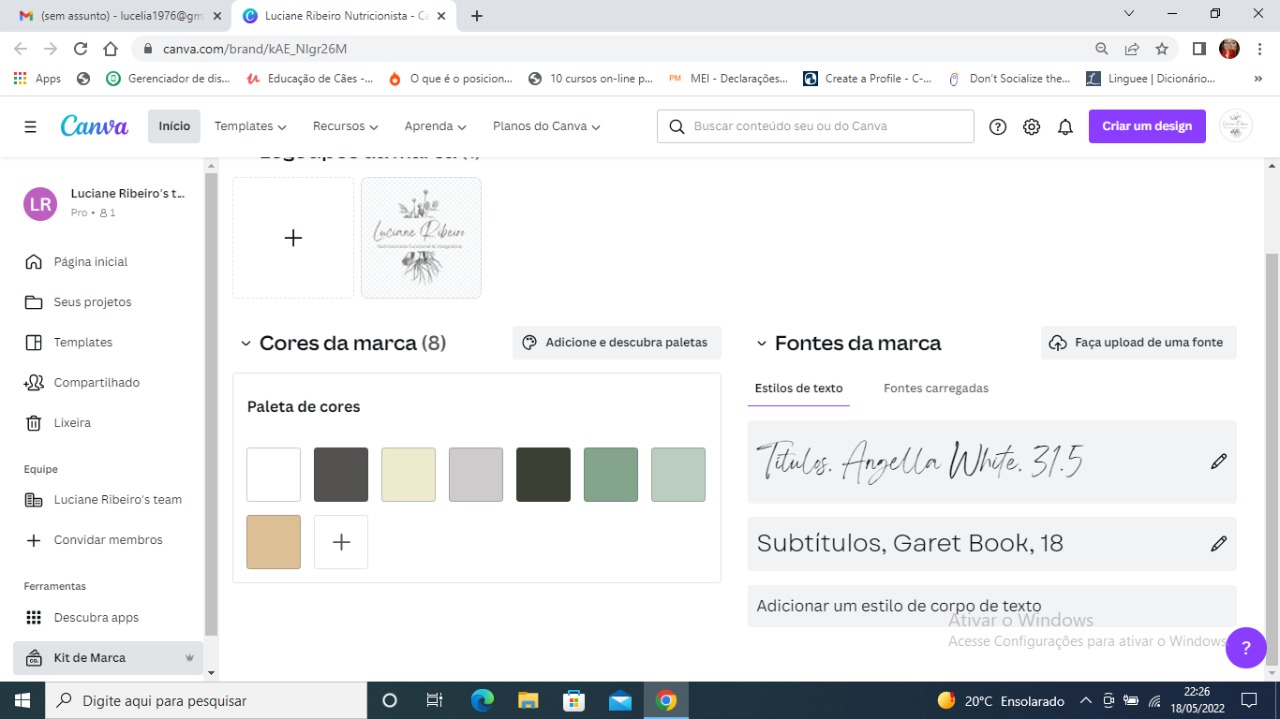 (sem assunto) - lucelia1976@gm
Luciane Ribeiro Nutricionista - Ca
canva.com/brand/kAE_NIgr26M
Apps
Gerenciador de dis...
Educação de Cães -...
O que é o posicion...
10 cursos on-line p...
PM MEI - Declarações...
Create a Profile - C-...
Don't Socialize the...
Linguee | Dicionário...
Canva
Início
Templates
Recursos
Aprenda
Planos do Canva
Buscar conteúdo seu ou do Canva
Criar um design
LR
Luciane Ribeiro's t...
Pro • 1
Página inicial
Seus projetos
Templates
Compartilhado
Lixeira
Equipe
Luciane Ribeiro's team
Convidar membros
Ferramentas
Descubra apps
Kit de Marca
Luciane Ribeiro
Nutricionista Funcional & Integrativa
Cores da marca (8)
Adicione e descubra paletas
Paleta de cores
Fontes da marca
Faça upload de uma fonte
Estilos de texto
Fontes carregadas
Títulos, Angella White, 31.5
Subtítulos, Garet Book, 18
Adicionar um estilo de corpo de texto
Ativar o Windows
Acesse Configurações para ativar o Windows
?
Digite aqui para pesquisar
20°C Ensolarado
22:26
18/05/2022